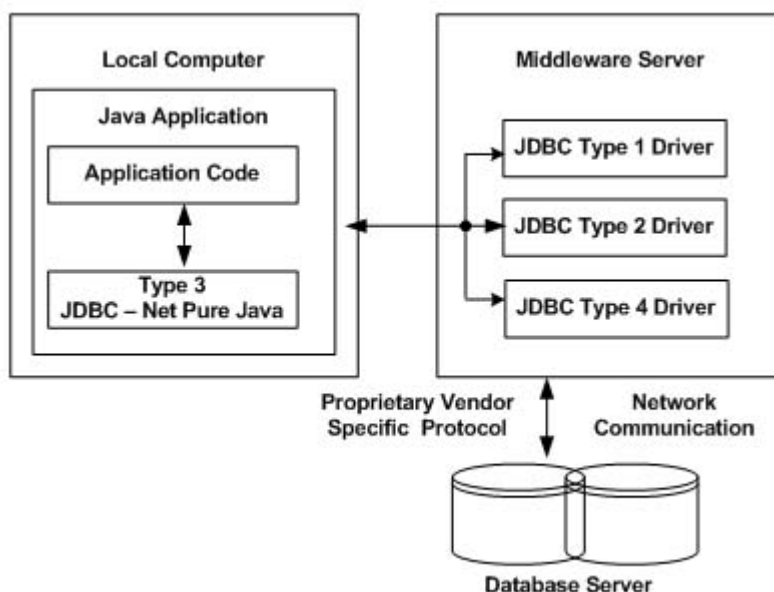 Local Computer
Java Application
Application Code
Type 3
JDBC – Net Pure Java
Middleware Server
JDBC Type 1 Driver
JDBC Type 2 Driver
JDBC Type 4 Driver
Proprietary Vendor
Specific Protocol
Network
Communication
Database Server